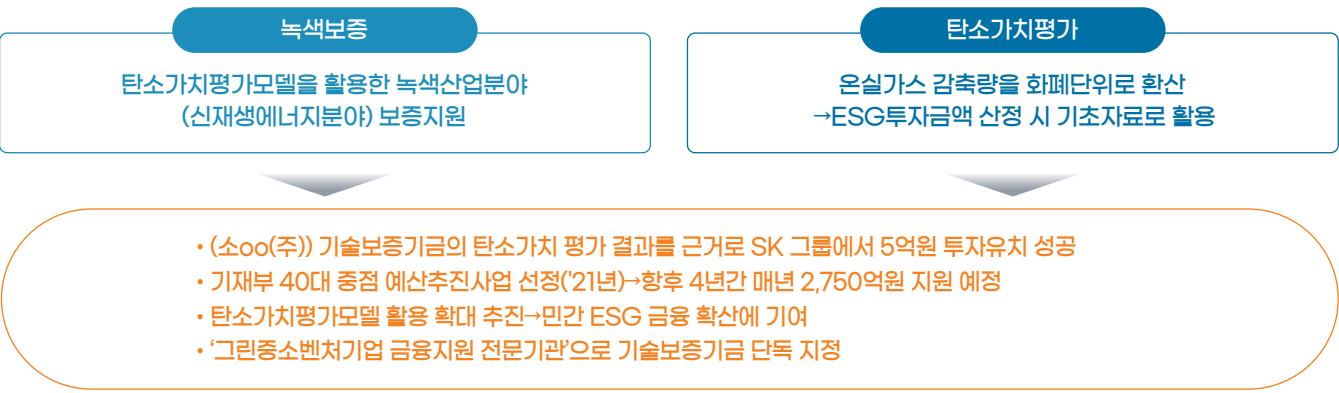 녹색보증
탄소가치평가모델을 활용한 녹색산업분야
(신재생에너지분야) 보증지원
탄소가치평가
온실가스 감축량을 화폐단위로 환산
→ESG투자금액 산정 시 기초자료로 활용
• (소oo(주)) 기술보증기금의 탄소가치 평가 결과를 근거로 SK 그룹에서 5억원 투자유치 성공
• 기재부 40대 중점 예산추진사업 선정('21년)→향후 4년간 매년 2,750억원 지원 예정
• 탄소가치평가모델 활용 확대 추진→민간 ESG 금융 확산에 기여
• ‘그린중소벤처기업 금융지원 전문기관’으로 기술보증기금 단독 지정